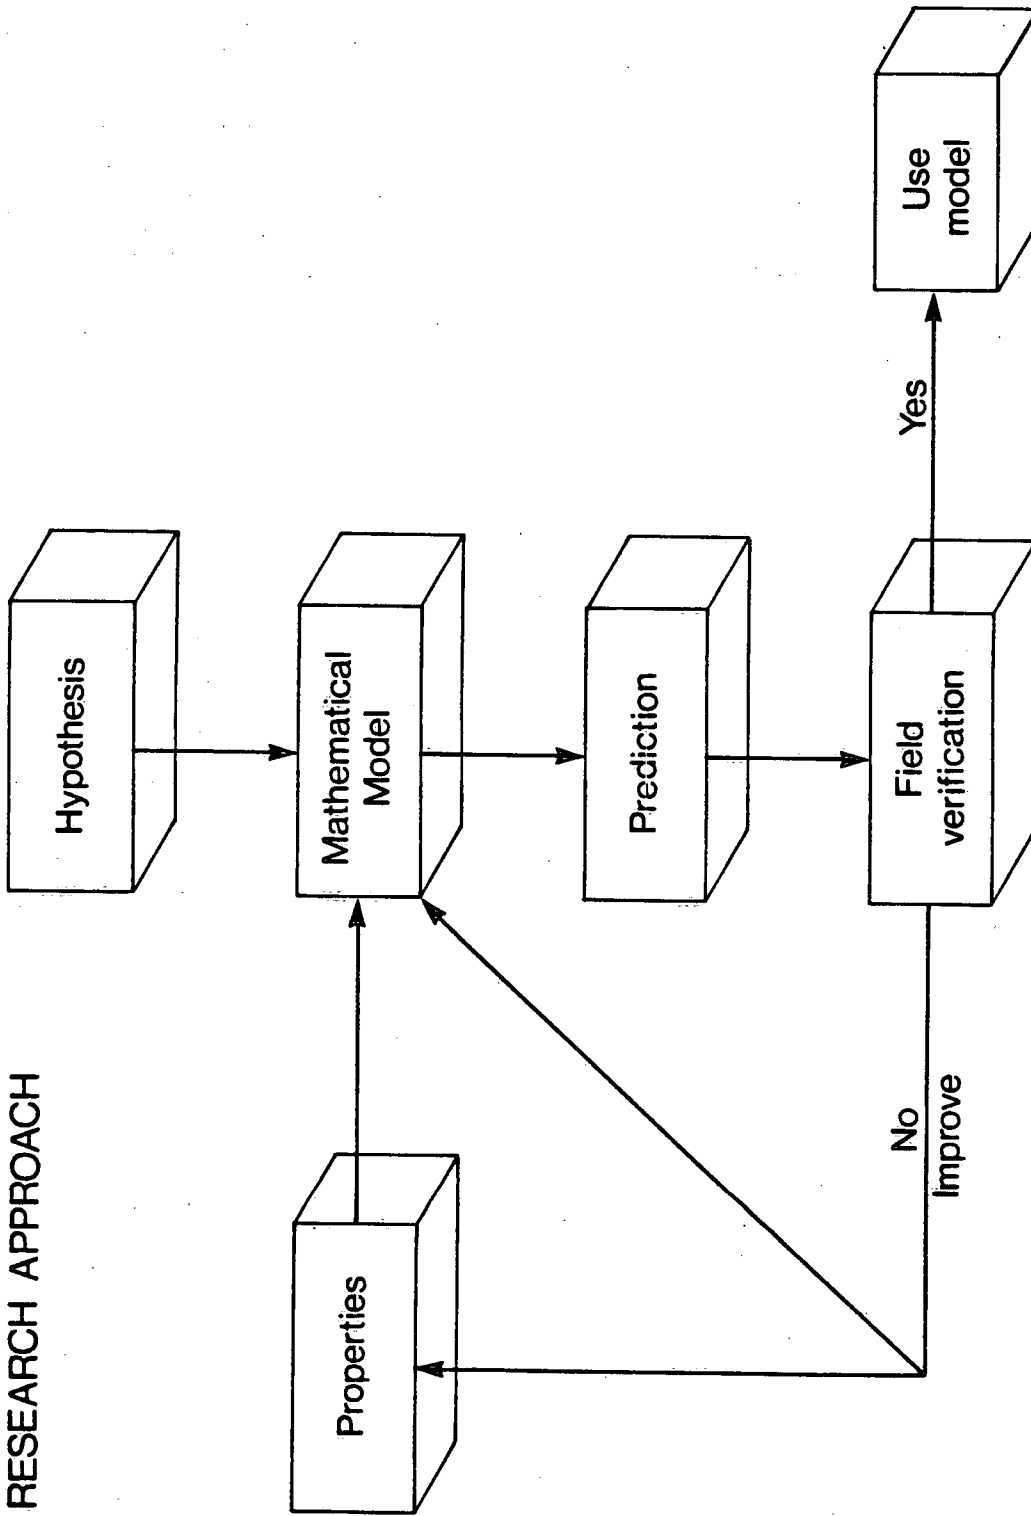 RESEARCH APPROACH
Hypothesis
Properties
Mathematical
Model
Prediction
No
Improve
Field
verification
Yes
Use
model